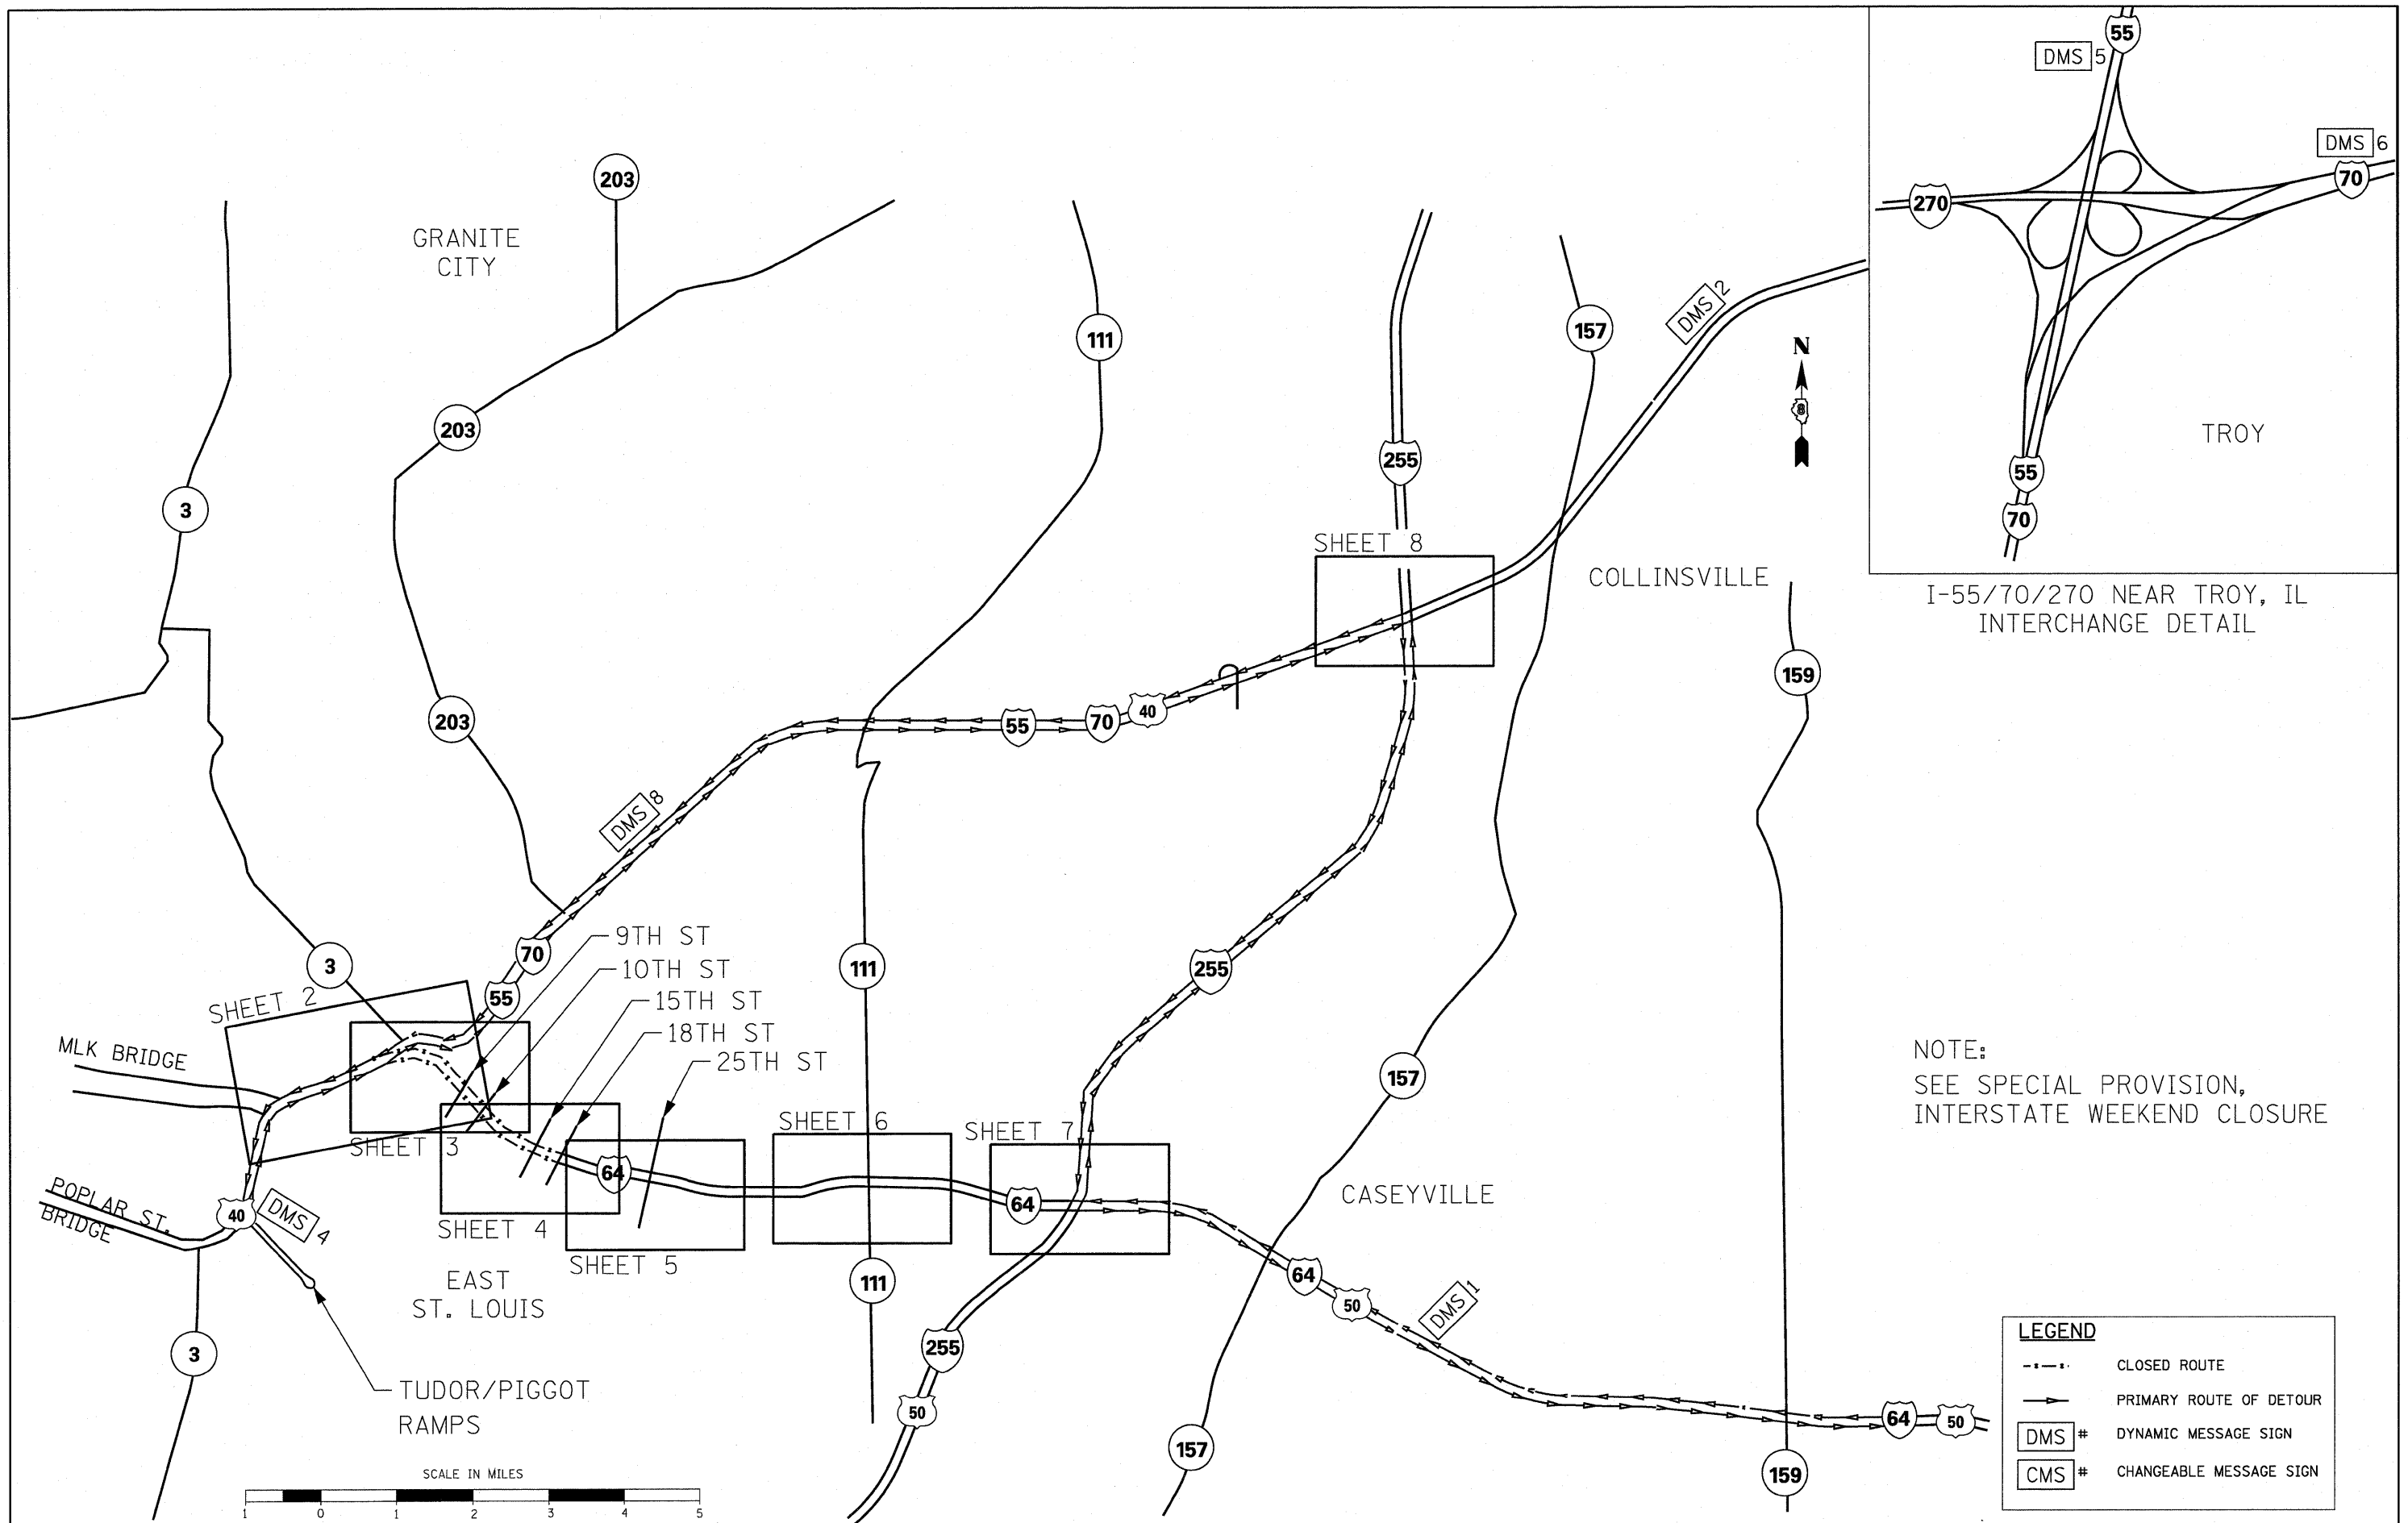 55
DMS 5
DMS 6
70
270
203
GRANITE
CITY
DMS 2
157
N
8
111
203
255
TROY
55
70
3
SHEET 8
COLLINSVILLE
I-55/70/270 NEAR TROY, IL
INTERCHANGE DETAIL
159
203
55
70
40
DMS 8
9TH ST
70
10TH ST
3
111
255
55
15TH ST
SHEET 2
18TH ST
MLK BRIDGE
25TH ST
NOTE:
SEE SPECIAL PROVISION,
INTERSTATE WEEKEND CLOSURE
157
SHEET 6
SHEET 7
SHEET 3
64
64
CASEYVILLE
POPLAR ST.
BRIDGE
40
DMS 4
SHEET 4
SHEET 5
EAST
ST. LOUIS
111
64
50
DMS 1
3
255
TUDOR/PIGGOT
RAMPS
50
64
50
157
159
LEGEND
CLOSED ROUTE
PRIMARY ROUTE OF DETOUR
DMS # DYNAMIC MESSAGE SIGN
CMS # CHANGEABLE MESSAGE SIGN
SCALE IN MILES
1 0 1 2 3 4 5